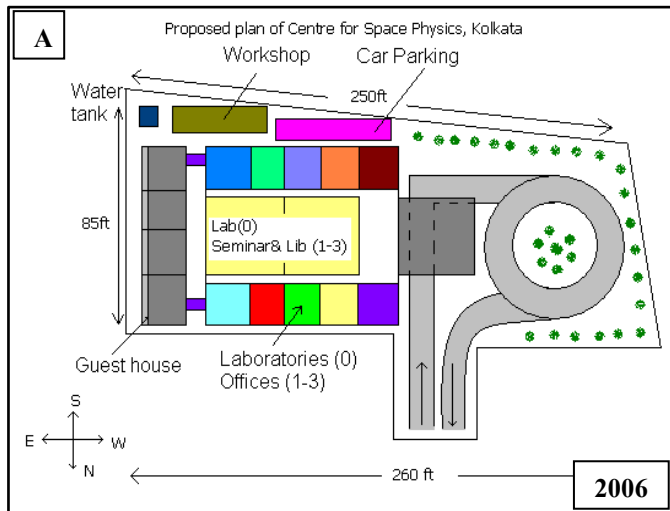 A
Proposed plan of Centre for Space Physics, Kolkata
Workshop
Car Parking
Water
tank
250ft
85ft
Lab(0)
Seminar& Lib (1-3)
Guest house
Laboratories (0)
Offices (1-3)
S
E
W
N
260 ft
2006